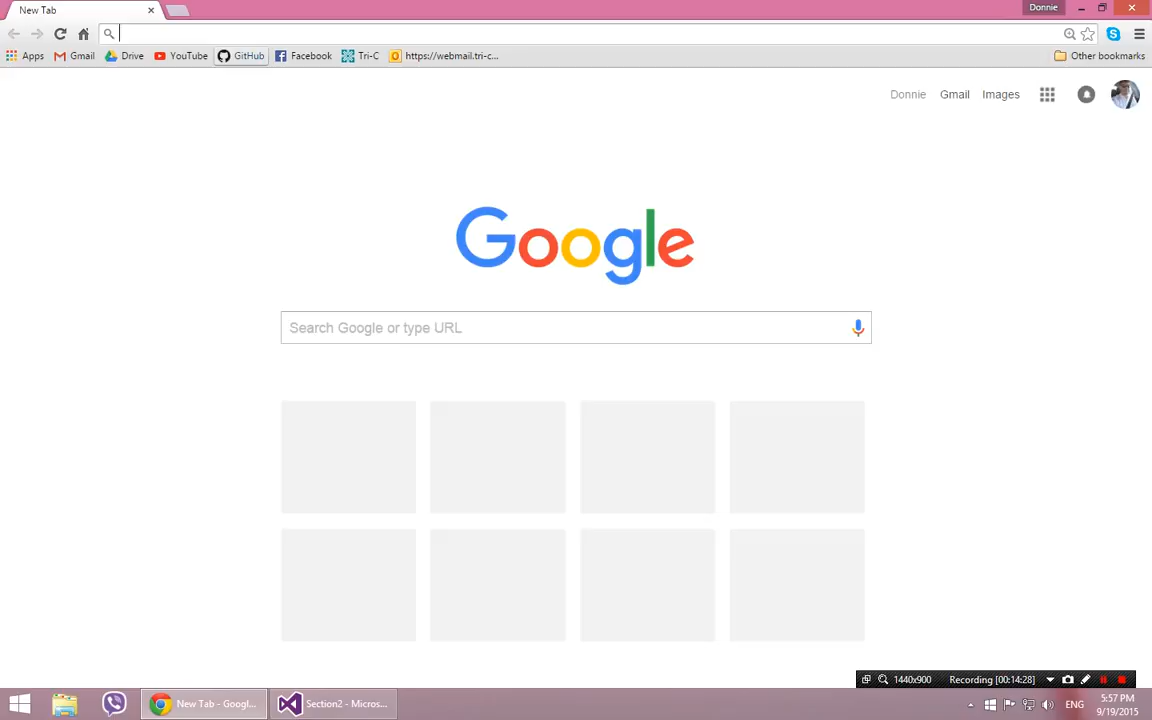 New Tab
Donnie
Apps Gmail Drive YouTube GitHub Facebook Tri-C https://webmail.tri-c... Other bookmarks
Donnie Gmail Images
Google
Search Google or type URL
1440x900 Recording [00:14:28]
New Tab - Googl... Section2 - Micros... ENG 5:57 PM
9/19/2015